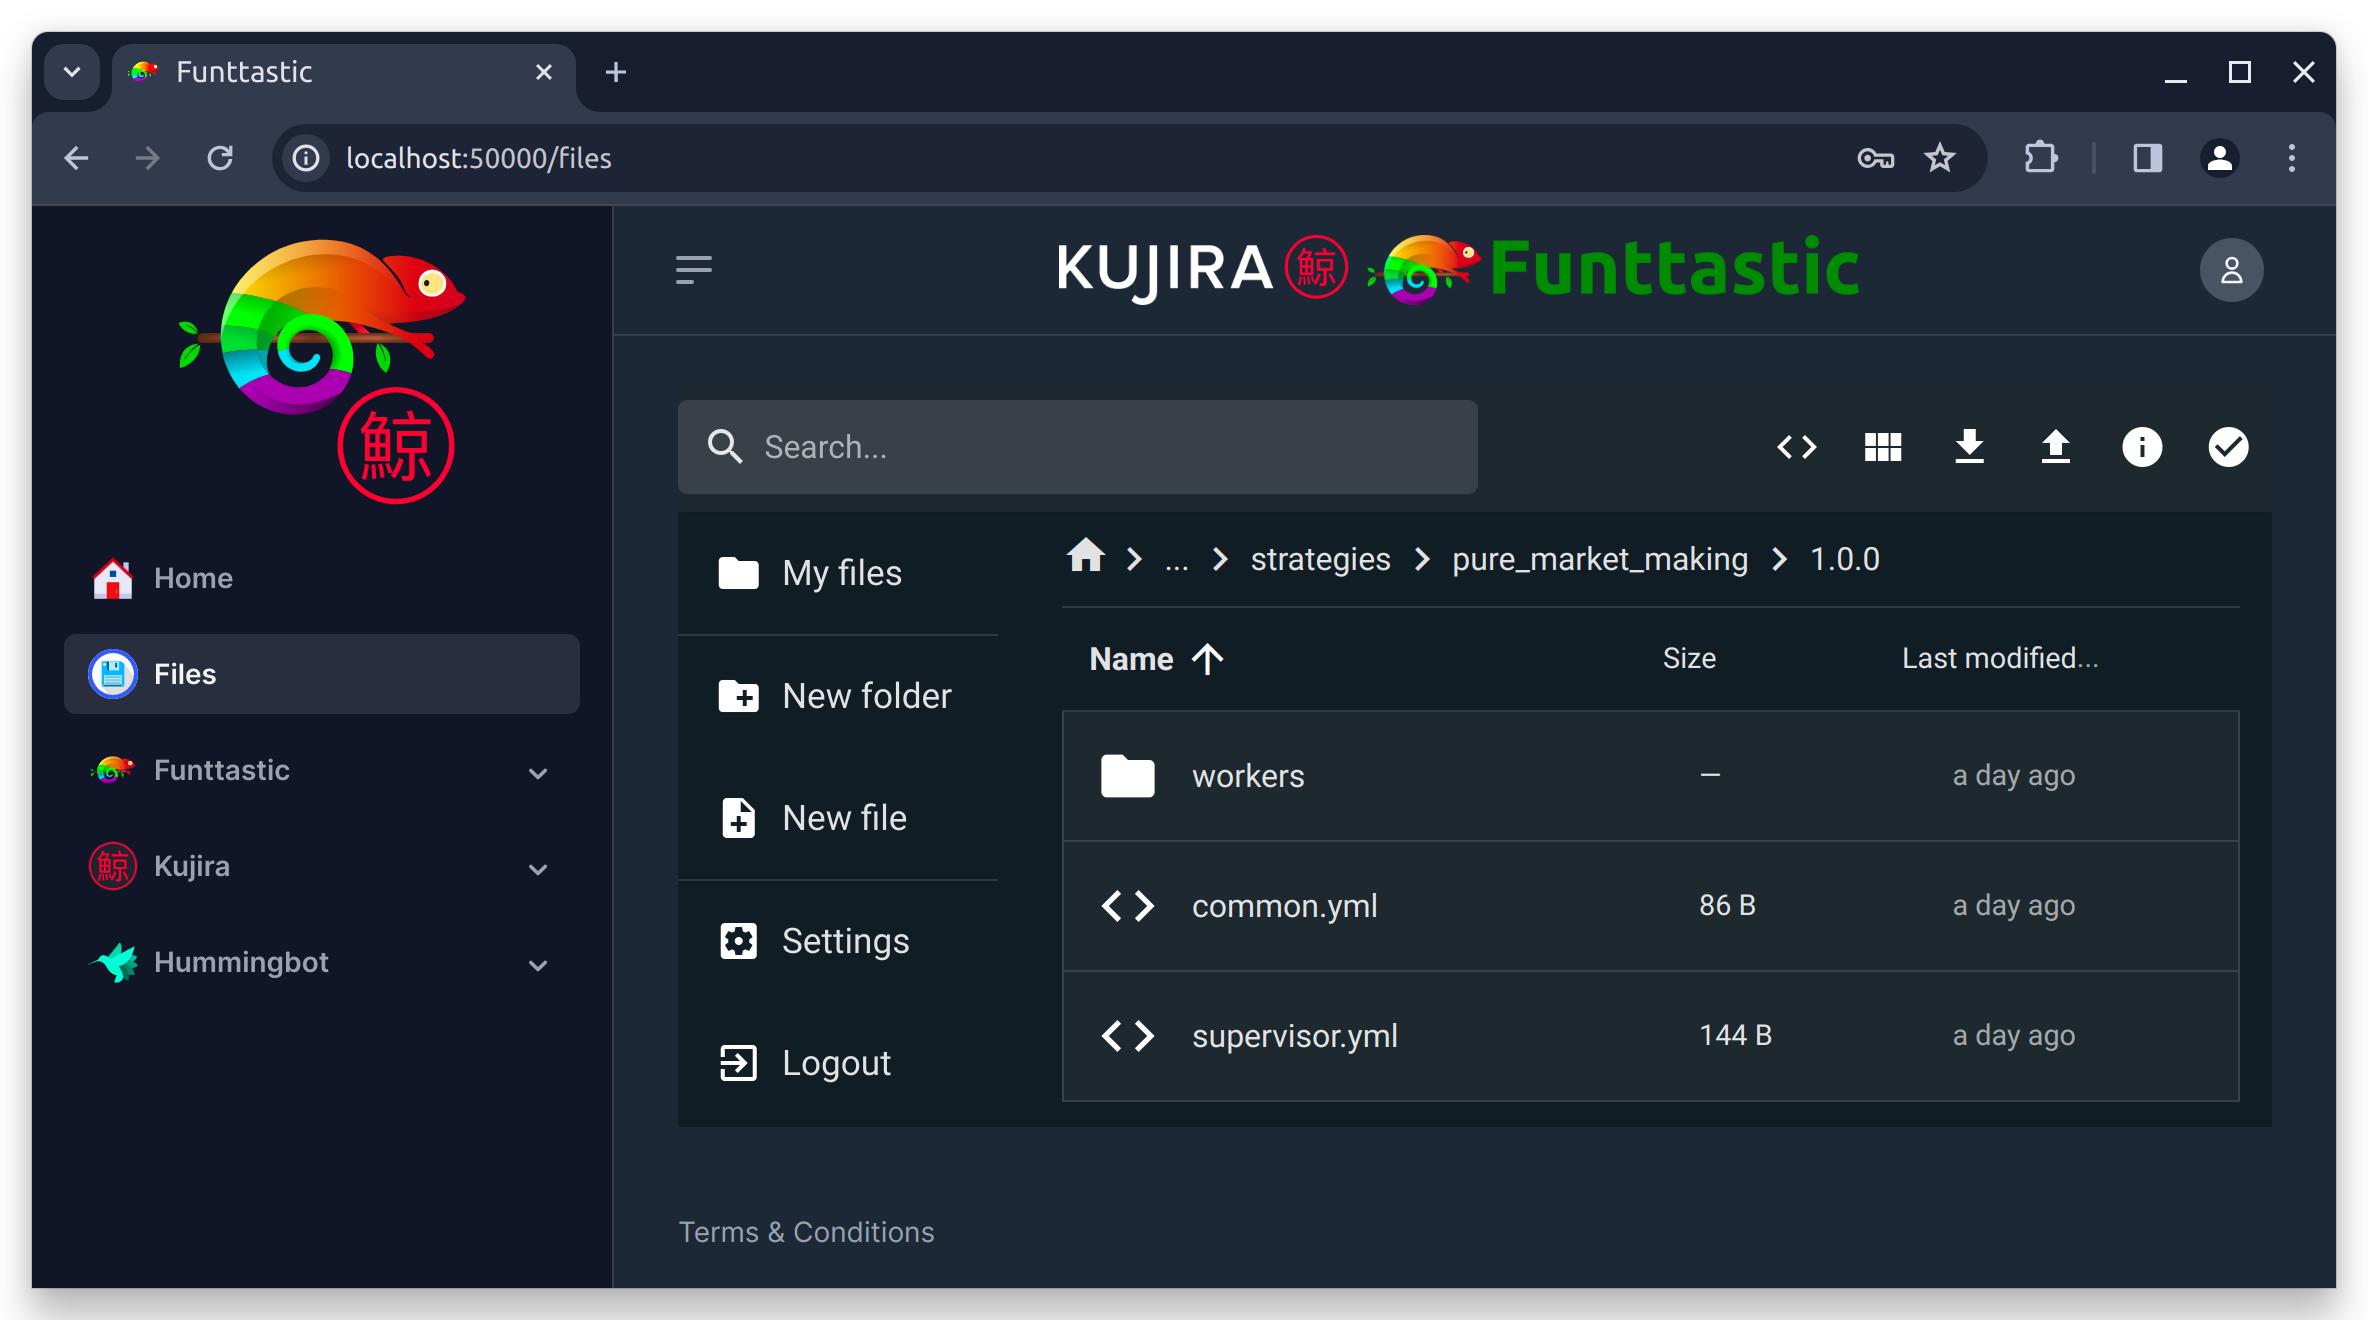 Funttastic
localhost:50000/files
KUJIRA 鯨 Funttastic
鯨
Home
Files
Funttastic
鯨 Kujira
Hummingbot
Search...
My files
New folder
New file
Settings
Logout
... strategies pure_market_making 1.0.0
Name Size Last modified...
workers — a day ago
common.yml 86 B a day ago
supervisor.yml 144 B a day ago
Terms & Conditions